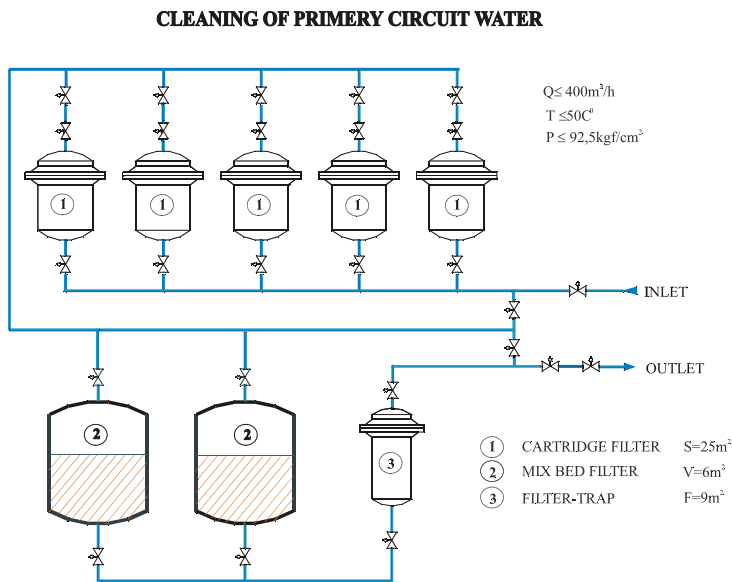 CLEANING OF PRIMERY CIRCUIT WATER
Q≤ 400m²/h
T ≤50C⁰
P ≤ 92,5kgf/cm²
1 1 1 1 1
INLET
OUTLET
2 2
3
1 CARTRIDGE FILTER S=25m²
2 MIX BED FILTER V=6m³
3 FILTER-TRAP F=9m²